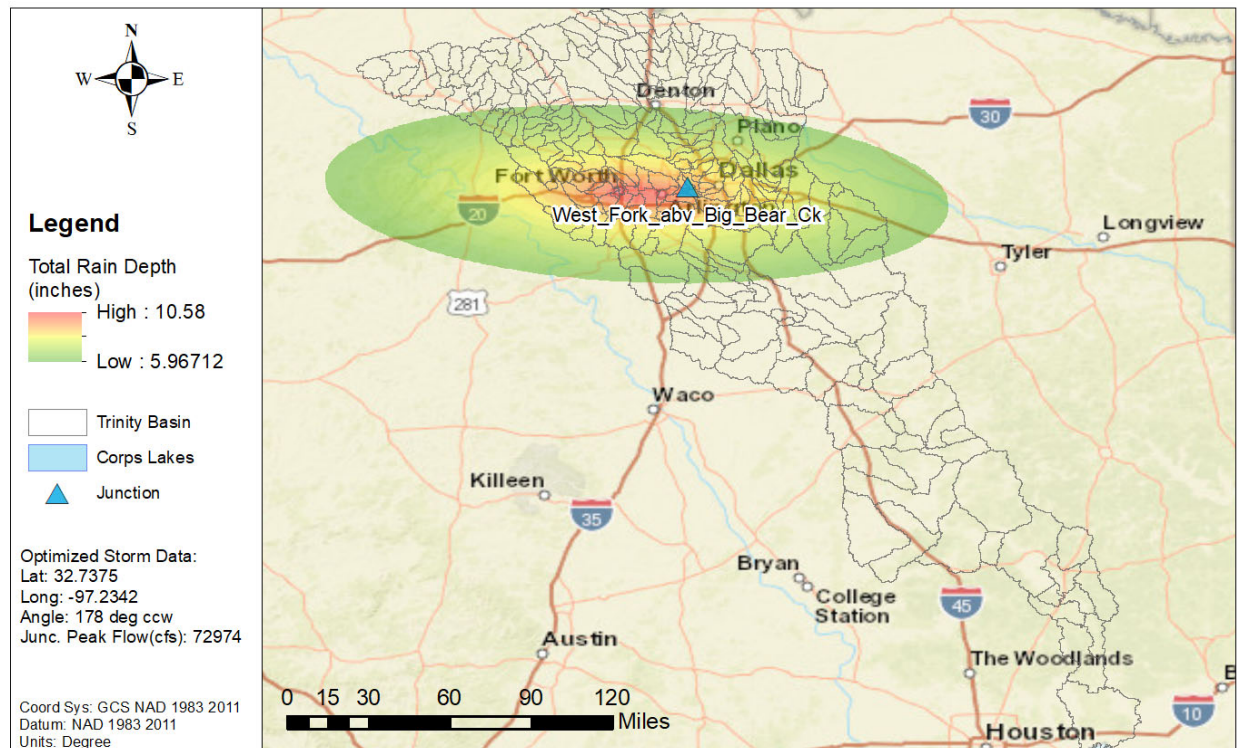 N
W E
S
Legend
Total Rain Depth
(inches)
High : 10.58
Low : 5.96712
Trinity Basin
Corps Lakes
Junction
Optimized Storm Data:
Lat: 32.7375
Long: -97.2342
Angle: 178 deg ccw
Junc. Peak Flow(cfs): 72974
Coord Sys: GCS NAD 1983 2011
Datum: NAD 1983 2011
Units: Degree
Denton
30
Plano
Dallas
Fort Worth
20
West_Fork_abv_Big_Bear_Ck
Longview
Tyler
281
Waco
Killeen
35
Bryan
College
Station
45
Austin
The Woodlands
10
Houston
0 15 30 60 90 120
Miles